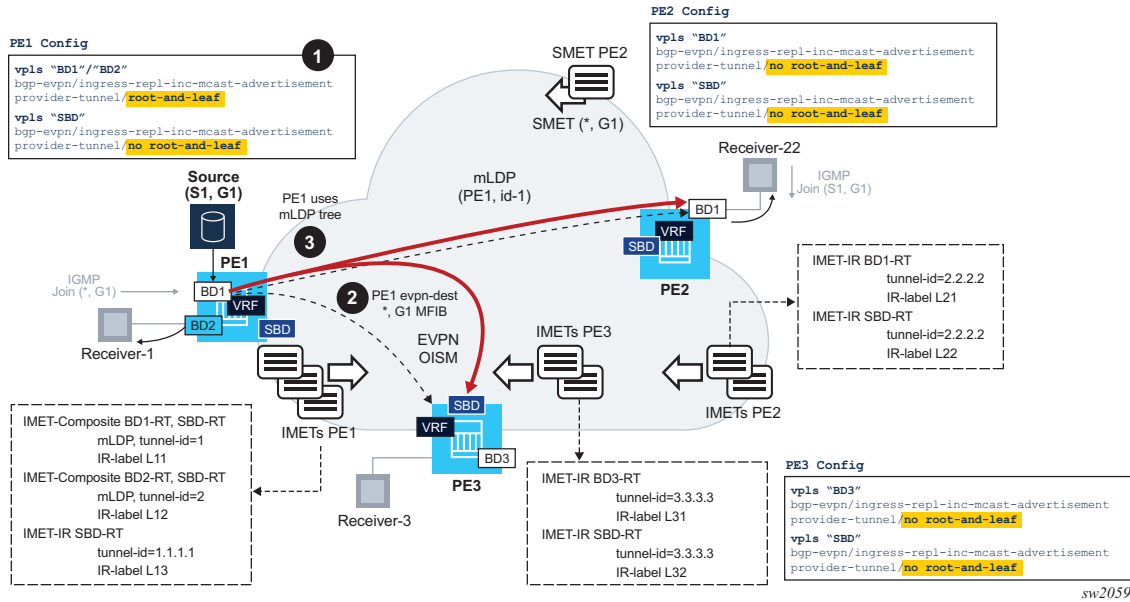 PE1 Config
1
vpls “BD1”/”BD2”
bgp-evpn/ingress-repl-inc-mcast-advertisement
provider-tunnel/root-and-leaf
vpls “SBD”
bgp-evpn/ingress-repl-inc-mcast-advertisement
provider-tunnel/no root-and-leaf
SMET PE2
SMET (*, G1)
PE2 Config
vpls “BD1”
bgp-evpn/ingress-repl-inc-mcast-advertisement
provider-tunnel/no root-and-leaf
vpls “SBD”
bgp-evpn/ingress-repl-inc-mcast-advertisement
provider-tunnel/no root-and-leaf
Receiver-22
IGMP
Join (S1, G1)
Source
(S1, G1)
PE1 uses
mLDP tree
3
mLDP
(PE1, id-1)
BD1
VRF
SBD
PE2
PE1
IGMP
Join (*, G1)
BD1
VRF
BD2
SBD
Receiver-1
2
PE1 evpn-dest
*, G1 MFIB
EVPN
OISM
IMETs PE3
IMETs PE2
IMET-IR BD1-RT
tunnel-id=2.2.2.2
IR-label L21
IMET-IR SBD-RT
tunnel-id=2.2.2.2
IR-label L22
IMETs PE1
SBD
VRF
BD3
PE3
Receiver-3
IMET-Composite BD1-RT, SBD-RT
mLDP, tunnel-id=1
IR-label L11
IMET-Composite BD2-RT, SBD-RT
mLDP, tunnel-id=2
IR-label L12
IMET-IR SBD-RT
tunnel-id=1.1.1.1
IR-label L13
IMET-IR BD3-RT
tunnel-id=3.3.3.3
IR-label L31
IMET-IR SBD-RT
tunnel-id=3.3.3.3
IR-label L32
PE3 Config
vpls “BD3”
bgp-evpn/ingress-repl-inc-mcast-advertisement
provider-tunnel/no root-and-leaf
vpls “SBD”
bgp-evpn/ingress-repl-inc-mcast-advertisement
provider-tunnel/no root-and-leaf
sw2059